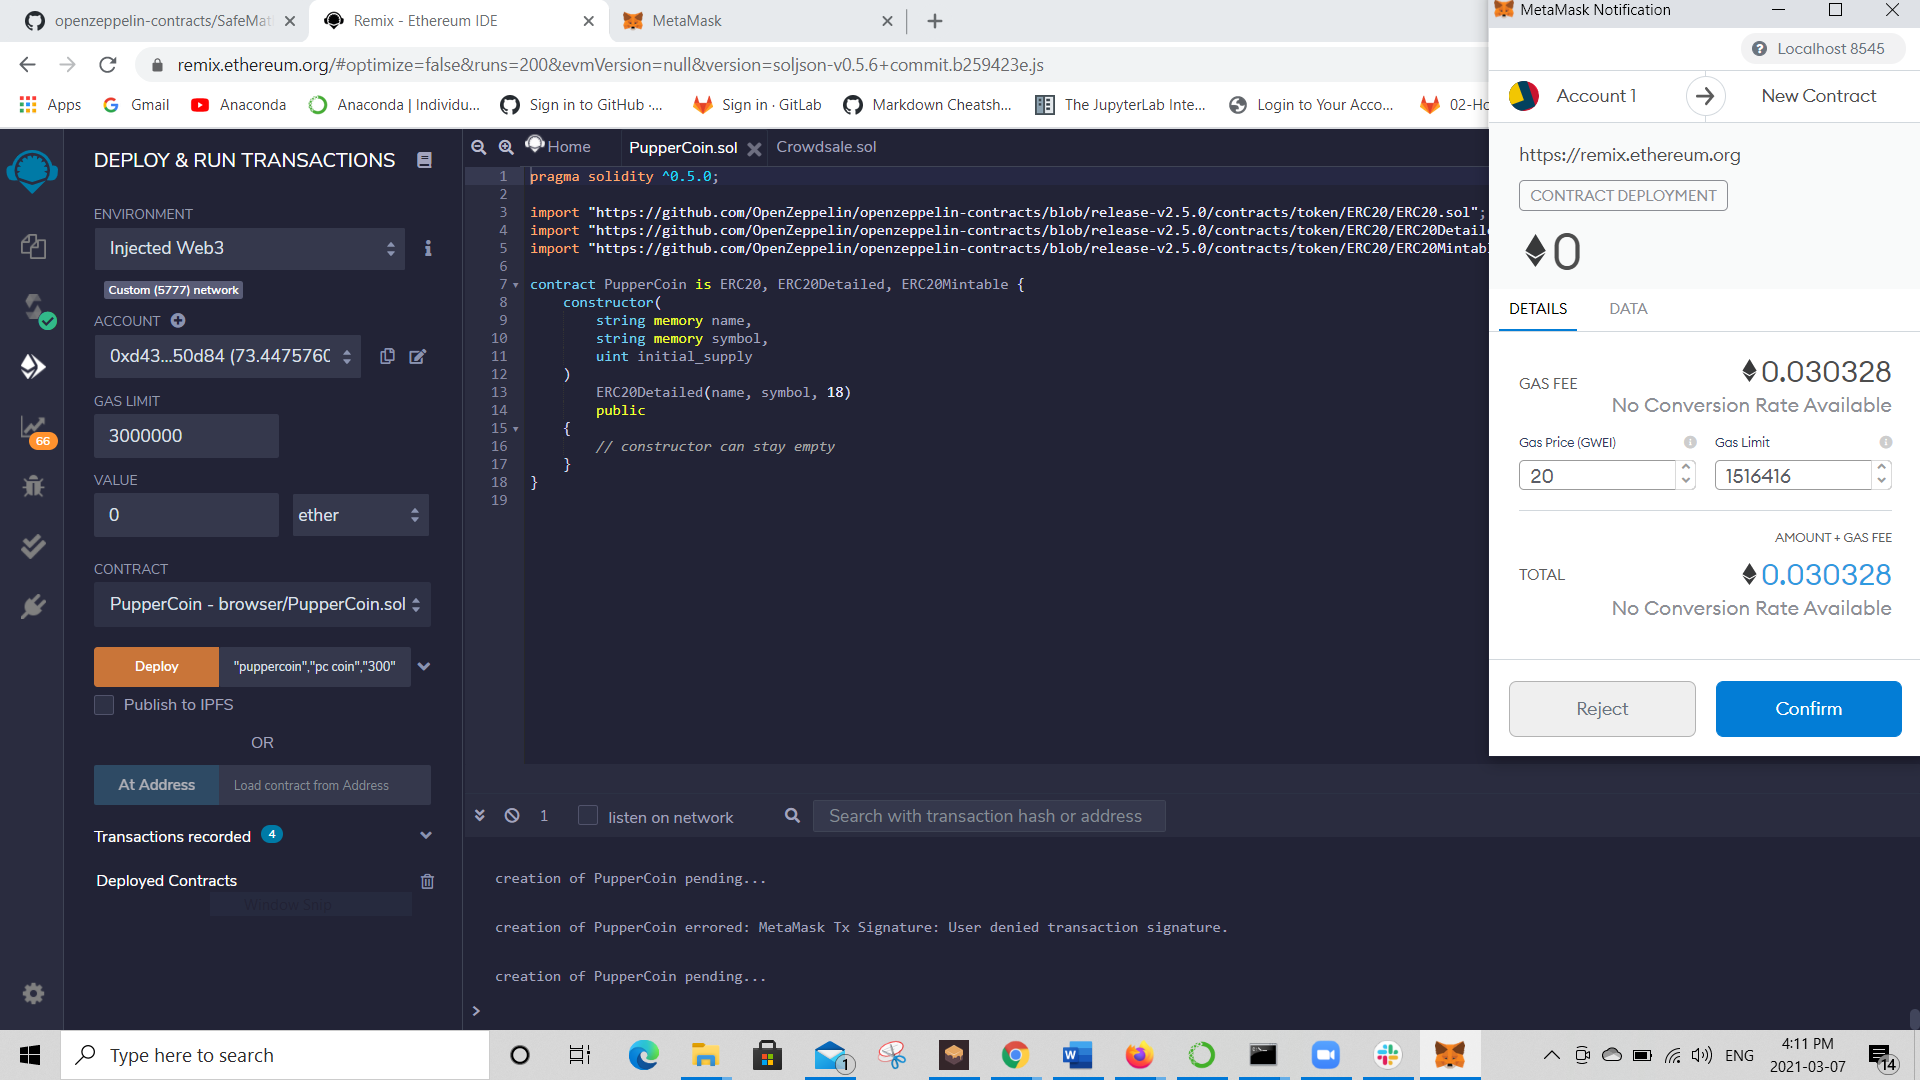 openzeppelin-contracts/SafeMat
Remix - Ethereum IDE
MetaMask
MetaMask Notification
remix.ethereum.org/#optimize=false&runs=200&evmVersion=null&version=soljson-v0.5.6+commit.b259423e.js
Apps
Gmail
Anaconda
Anaconda | Individu...
Sign in to GitHub ·...
Sign in · GitLab
Markdown Cheatsh...
The JupyterLab Inte...
Login to Your Acco...
02-Ho
Localhost 8545
Account 1
New Contract
https://remix.ethereum.org
CONTRACT DEPLOYMENT
0
DETAILS
DATA
GAS FEE
0.030328
No Conversion Rate Available
Gas Price (GWEI)
Gas Limit
20
1516416
AMOUNT + GAS FEE
TOTAL
0.030328
No Conversion Rate Available
Reject
Confirm
DEPLOY & RUN TRANSACTIONS
ENVIRONMENT
Injected Web3
Custom (5777) network
ACCOUNT
0xd43...50d84 (73.4475760
GAS LIMIT
3000000
VALUE
0
ether
CONTRACT
PupperCoin - browser/PupperCoin.sol
Deploy
"puppercoin","pc coin","300"
Publish to IPFS
OR
At Address
Load contract from Address
Transactions recorded 4
Deployed Contracts
Window Snip
66
Home
PupperCoin.sol
Crowdsale.sol
1 pragma solidity ^0.5.0;
2
3 import "https://github.com/OpenZeppelin/openzeppelin-contracts/blob/release-v2.5.0/contracts/token/ERC20/ERC20.sol";
4 import "https://github.com/OpenZeppelin/openzeppelin-contracts/blob/release-v2.5.0/contracts/token/ERC20/ERC20Detaile
5 import "https://github.com/OpenZeppelin/openzeppelin-contracts/blob/release-v2.5.0/contracts/token/ERC20/ERC20Mintabl
6
7 contract PupperCoin is ERC20, ERC20Detailed, ERC20Mintable {
8 constructor(
9 string memory name,
10 string memory symbol,
11 uint initial_supply
12 )
13 ERC20Detailed(name, symbol, 18)
14 public
15 {
16 // constructor can stay empty
17 }
18 }
19
1
listen on network
Search with transaction hash or address
creation of PupperCoin pending...
creation of PupperCoin errored: MetaMask Tx Signature: User denied transaction signature.
creation of PupperCoin pending...
>
Type here to search
1
ENG
4:11 PM
2021-03-07
14